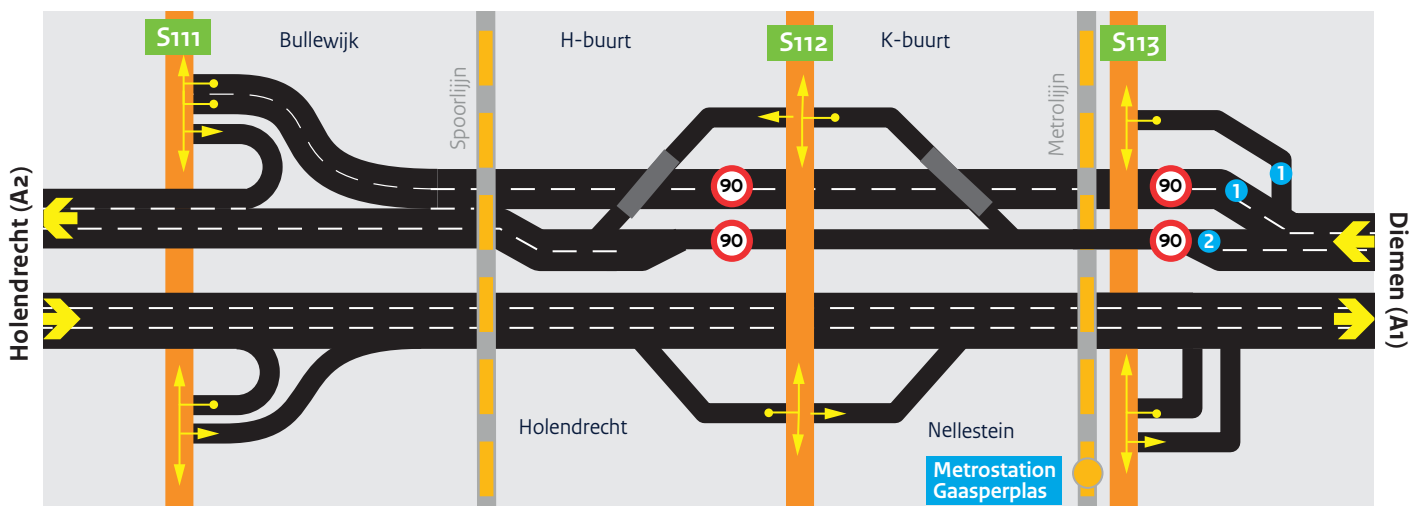 S111
Bullewijk
H-buurt
S112
K-buurt
S113
Spoorlijn
Metrolijn
Holendrecht (A2)
90
90
1
1
90
90
2
Diemen (A1)
Holendrecht
Nellestein
Metrostation
Gaasperplas